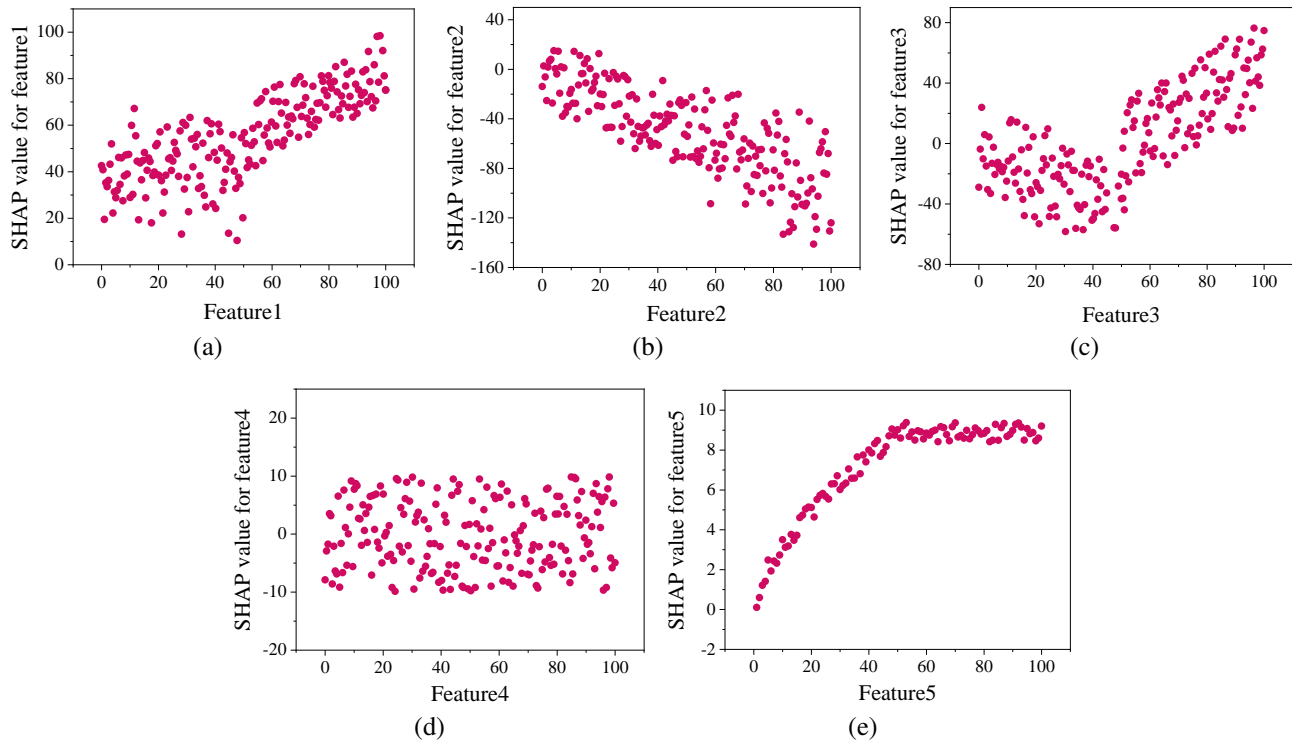 100
80
60
40
20
0
SHAP value for feature1
0 20 40 60 80 100
Feature1
(a)
40
0
-40
-80
-120
-160
SHAP value for feature2
0 20 40 60 80 100
Feature2
(b)
80
40
0
-40
-80
SHAP value for feature3
0 20 40 60 80 100
Feature3
(c)
20
10
0
-10
-20
SHAP value for feature4
0 20 40 60 80 100
Feature4
(d)
10
8
6
4
2
0
-2
SHAP value for feature5
0 20 40 60 80 100
Feature5
(e)